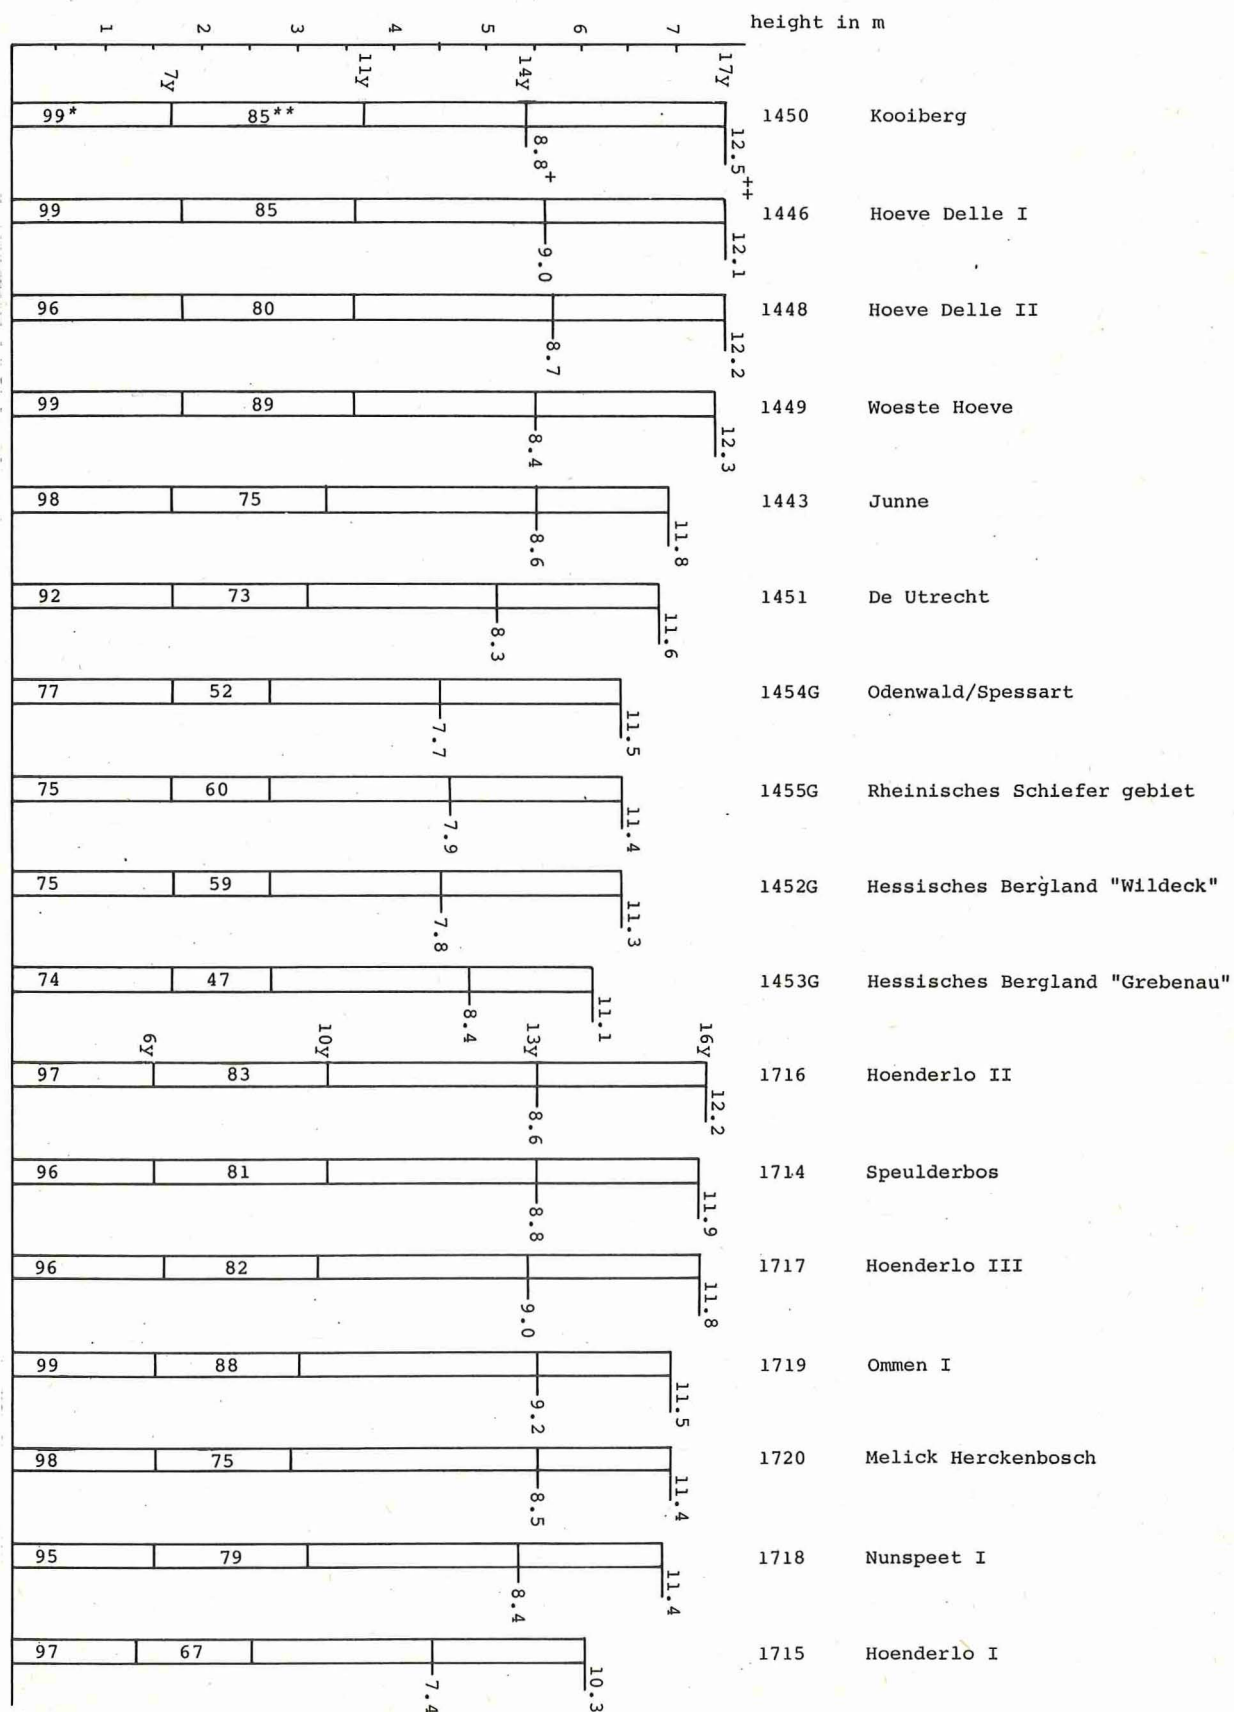 1 2 3 4 5 6 7 height in m
7y 11y 14y 17y
99* 85** 8.8+ 12.5++ 1450 Kooiberg
99 85 9.0 12.1 1446 Hoeve Delle I
96 80 8.7 12.2 1448 Hoeve Delle II
99 89 8.4 12.3 1449 Woeste Hoeve
98 75 8.6 11.8 1443 Junne
92 73 8.3 11.6 1451 De Utrecht
77 52 7.7 11.5 1454G Odenwald/Spessart
75 60 7.9 11.4 1455G Rheinisches Schiefer gebiet
75 59 7.8 11.3 1452G Hessisches Bergland "Wildeck"
74 47 8.4 11.1 1453G Hessisches Bergland "Grebenau"
6y 10y 13y 16y
97 83 8.6 12.2 1716 Hoenderlo II
96 81 8.8 11.9 1714 Speulderbos
96 82 9.0 11.8 1717 Hoenderlo III
99 88 9.2 11.5 1719 Ommen I
98 75 8.5 11.4 1720 Melick Herckenbosch
95 79 8.4 11.4 1718 Nunspeet I
97 67 7.4 10.3 1715 Hoenderlo I